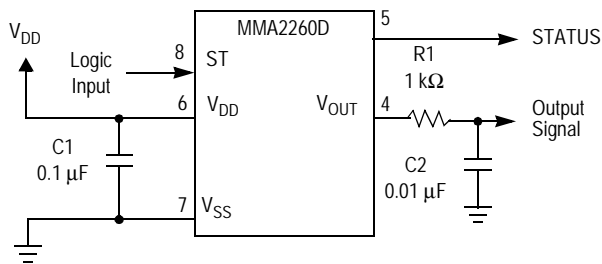 MMA2260D
V_DD
Logic
Input
8
ST
5
STATUS
R1
1 kΩ
6
V_DD
V_OUT
4
Output
Signal
C1
0.1 μF
C2
0.01 μF
7
V_SS